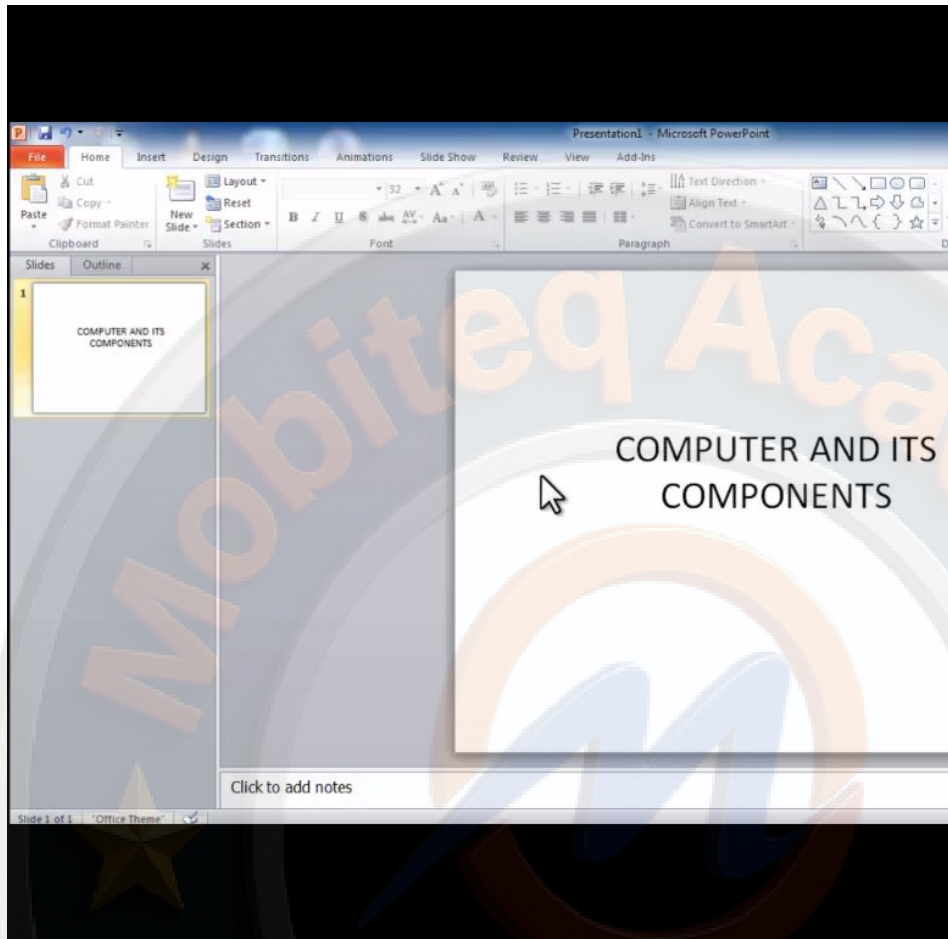 Presentation1 - Microsoft PowerPoint
File Home Insert Design Transitions Animations Slide Show Review View Add-Ins
Paste
Cut
Copy
Format Painter
Clipboard
New
Slide
Layout
Reset
Section
Slides
32
Font
Text Direction
Align Text
Convert to SmartArt
Paragraph
Slides Outline
1
COMPUTER AND ITS
COMPONENTS
COMPUTER AND ITS
COMPONENTS
Click to add notes
Slide 1 of 1 "Office Theme"
Mobiteq Aca